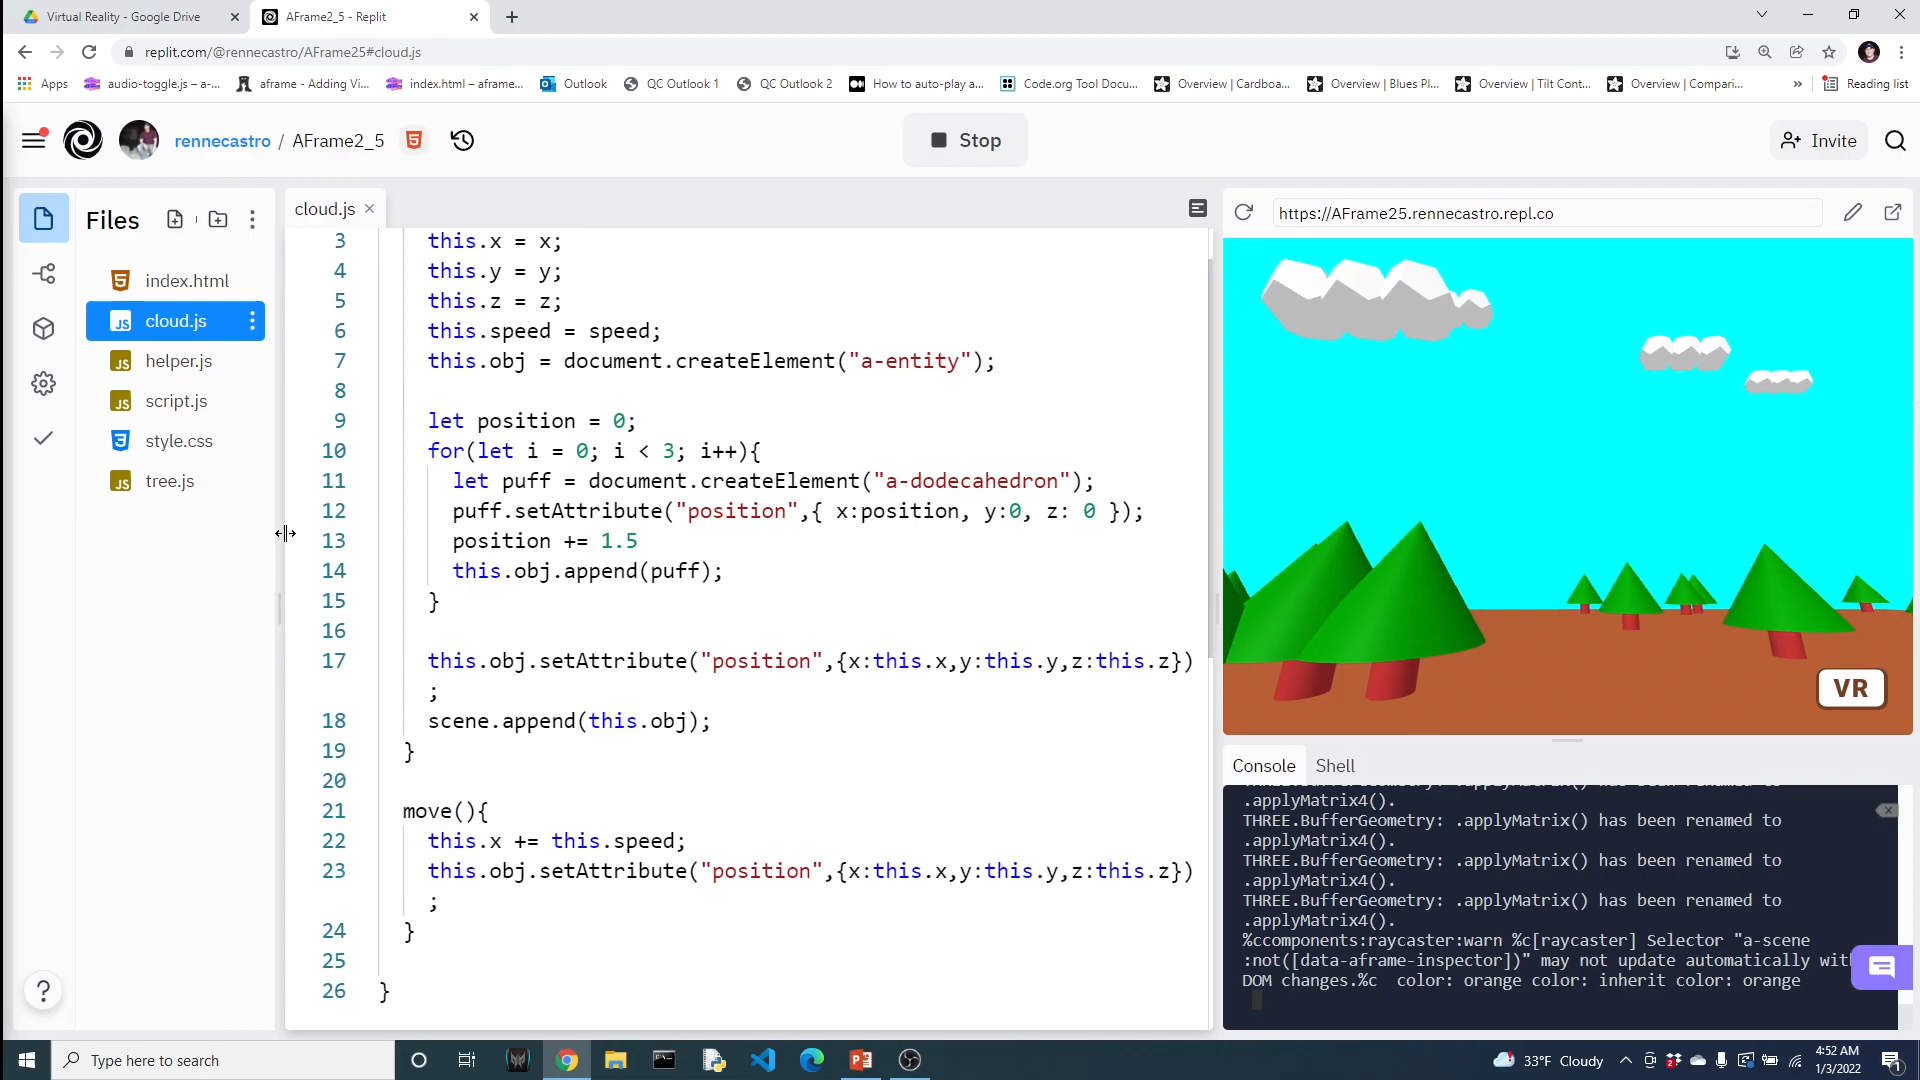 Virtual Reality - Google Drive
AFrame2_5 - Replit
replit.com/@rennecastro/AFrame25#cloud.js
Apps
audio-toggle.js – a-...
aframe - Adding Vi...
index.html – aframe...
Outlook
QC Outlook 1
QC Outlook 2
How to auto-play a...
Code.org Tool Docu...
Overview | Cardboa...
Overview | Blues Pl...
Overview | Tilt Cont...
Overview | Compari...
»
Reading list
rennecastro / AFrame2_5
Stop
Invite
Files
index.html
cloud.js
helper.js
script.js
style.css
tree.js
cloud.js
3 this.x = x;
4 this.y = y;
5 this.z = z;
6 this.speed = speed;
7 this.obj = document.createElement("a-entity");
8
9 let position = 0;
10 for(let i = 0; i < 3; i++){
11 let puff = document.createElement("a-dodecahedron");
12 puff.setAttribute("position",{ x:position, y:0, z: 0 });
13 position += 1.5
14 this.obj.append(puff);
15 }
16
17 this.obj.setAttribute("position",{x:this.x,y:this.y,z:this.z})
;
18 scene.append(this.obj);
19 }
20
21 move(){
22 this.x += this.speed;
23 this.obj.setAttribute("position",{x:this.x,y:this.y,z:this.z})
;
24 }
25
26 }
https://AFrame25.rennecastro.repl.co
VR
Console
Shell
.applyMatrix4().
THREE.BufferGeometry: .applyMatrix() has been renamed to
.applyMatrix4().
THREE.BufferGeometry: .applyMatrix() has been renamed to
.applyMatrix4().
THREE.BufferGeometry: .applyMatrix() has been renamed to
.applyMatrix4().
%ccomponents:raycaster:warn %c[raycaster] Selector "a-scene
:not([data-aframe-inspector])" may not update automatically with
DOM changes.%c color: orange color: inherit color: orange
?
Type here to search
33°F Cloudy
4:52 AM
1/3/2022